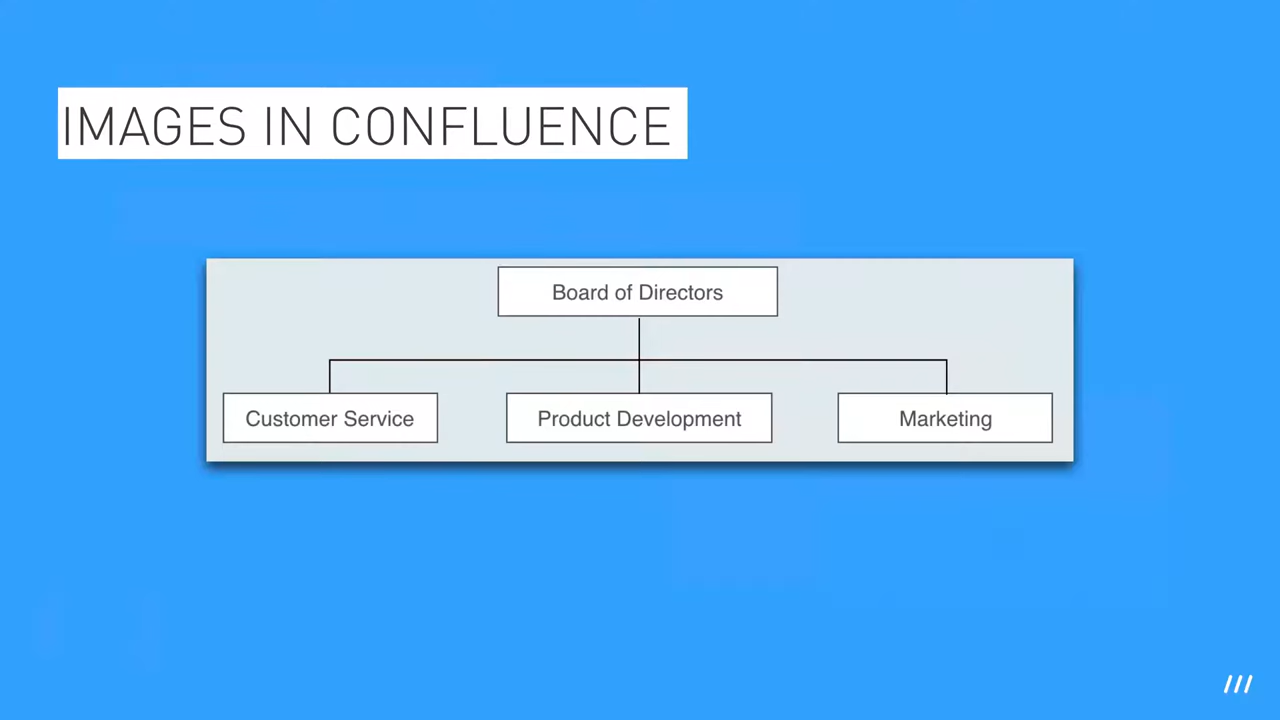 IMAGES IN CONFLUENCE
Board of Directors
Customer Service
Product Development
Marketing